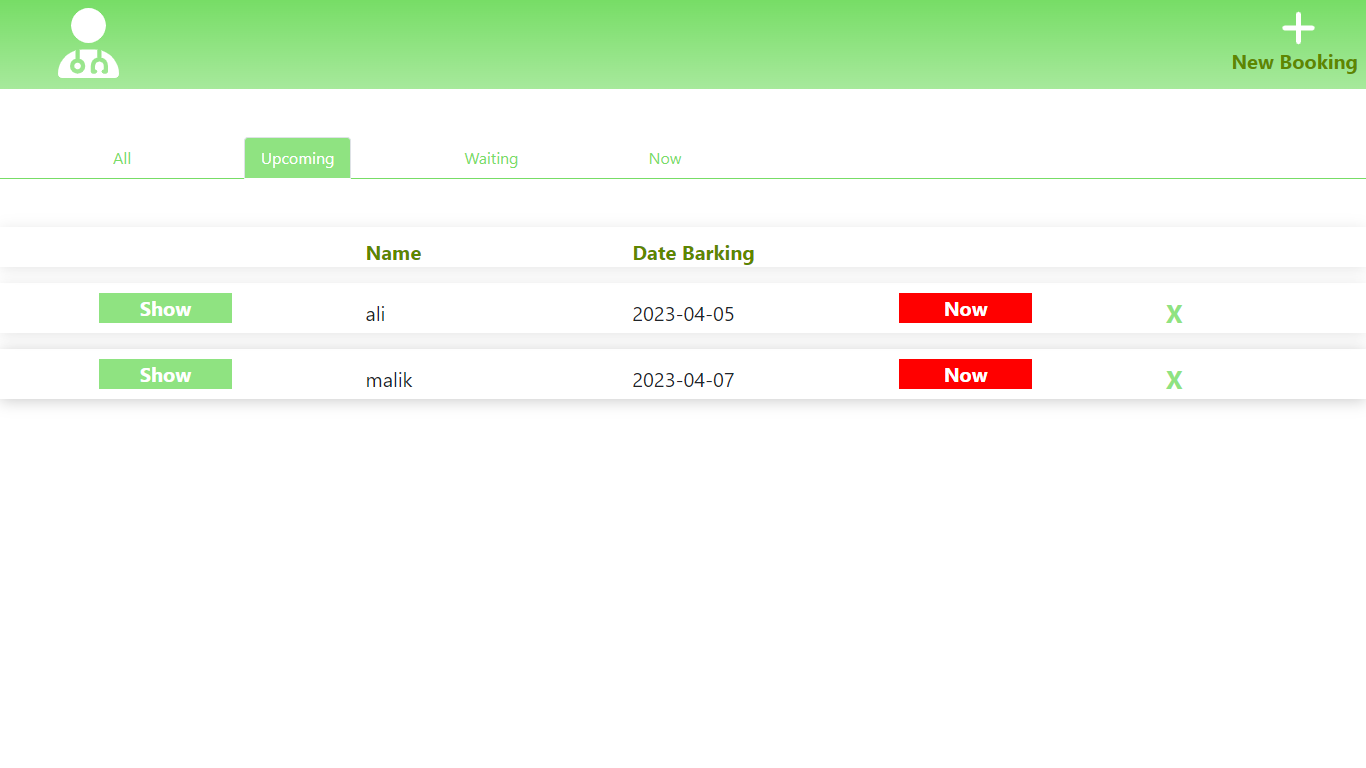 New Booking
All Upcoming Waiting Now
Name Date Barking
Show ali 2023-04-05 Now X
Show malik 2023-04-07 Now X